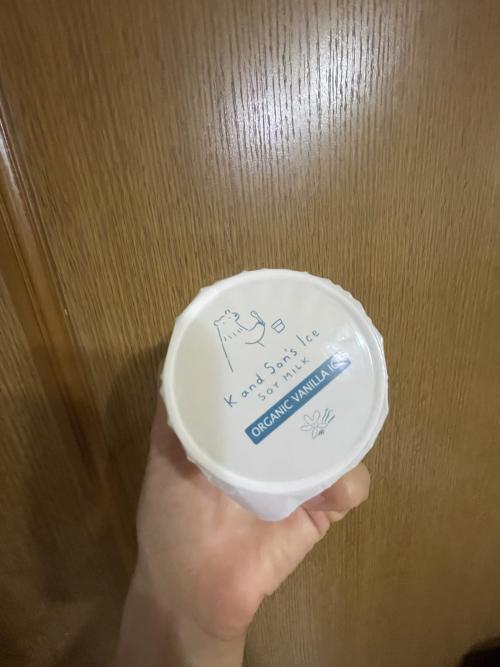 K and Son's Ice
SOY MILK
ORGANIC VANILLA ICE